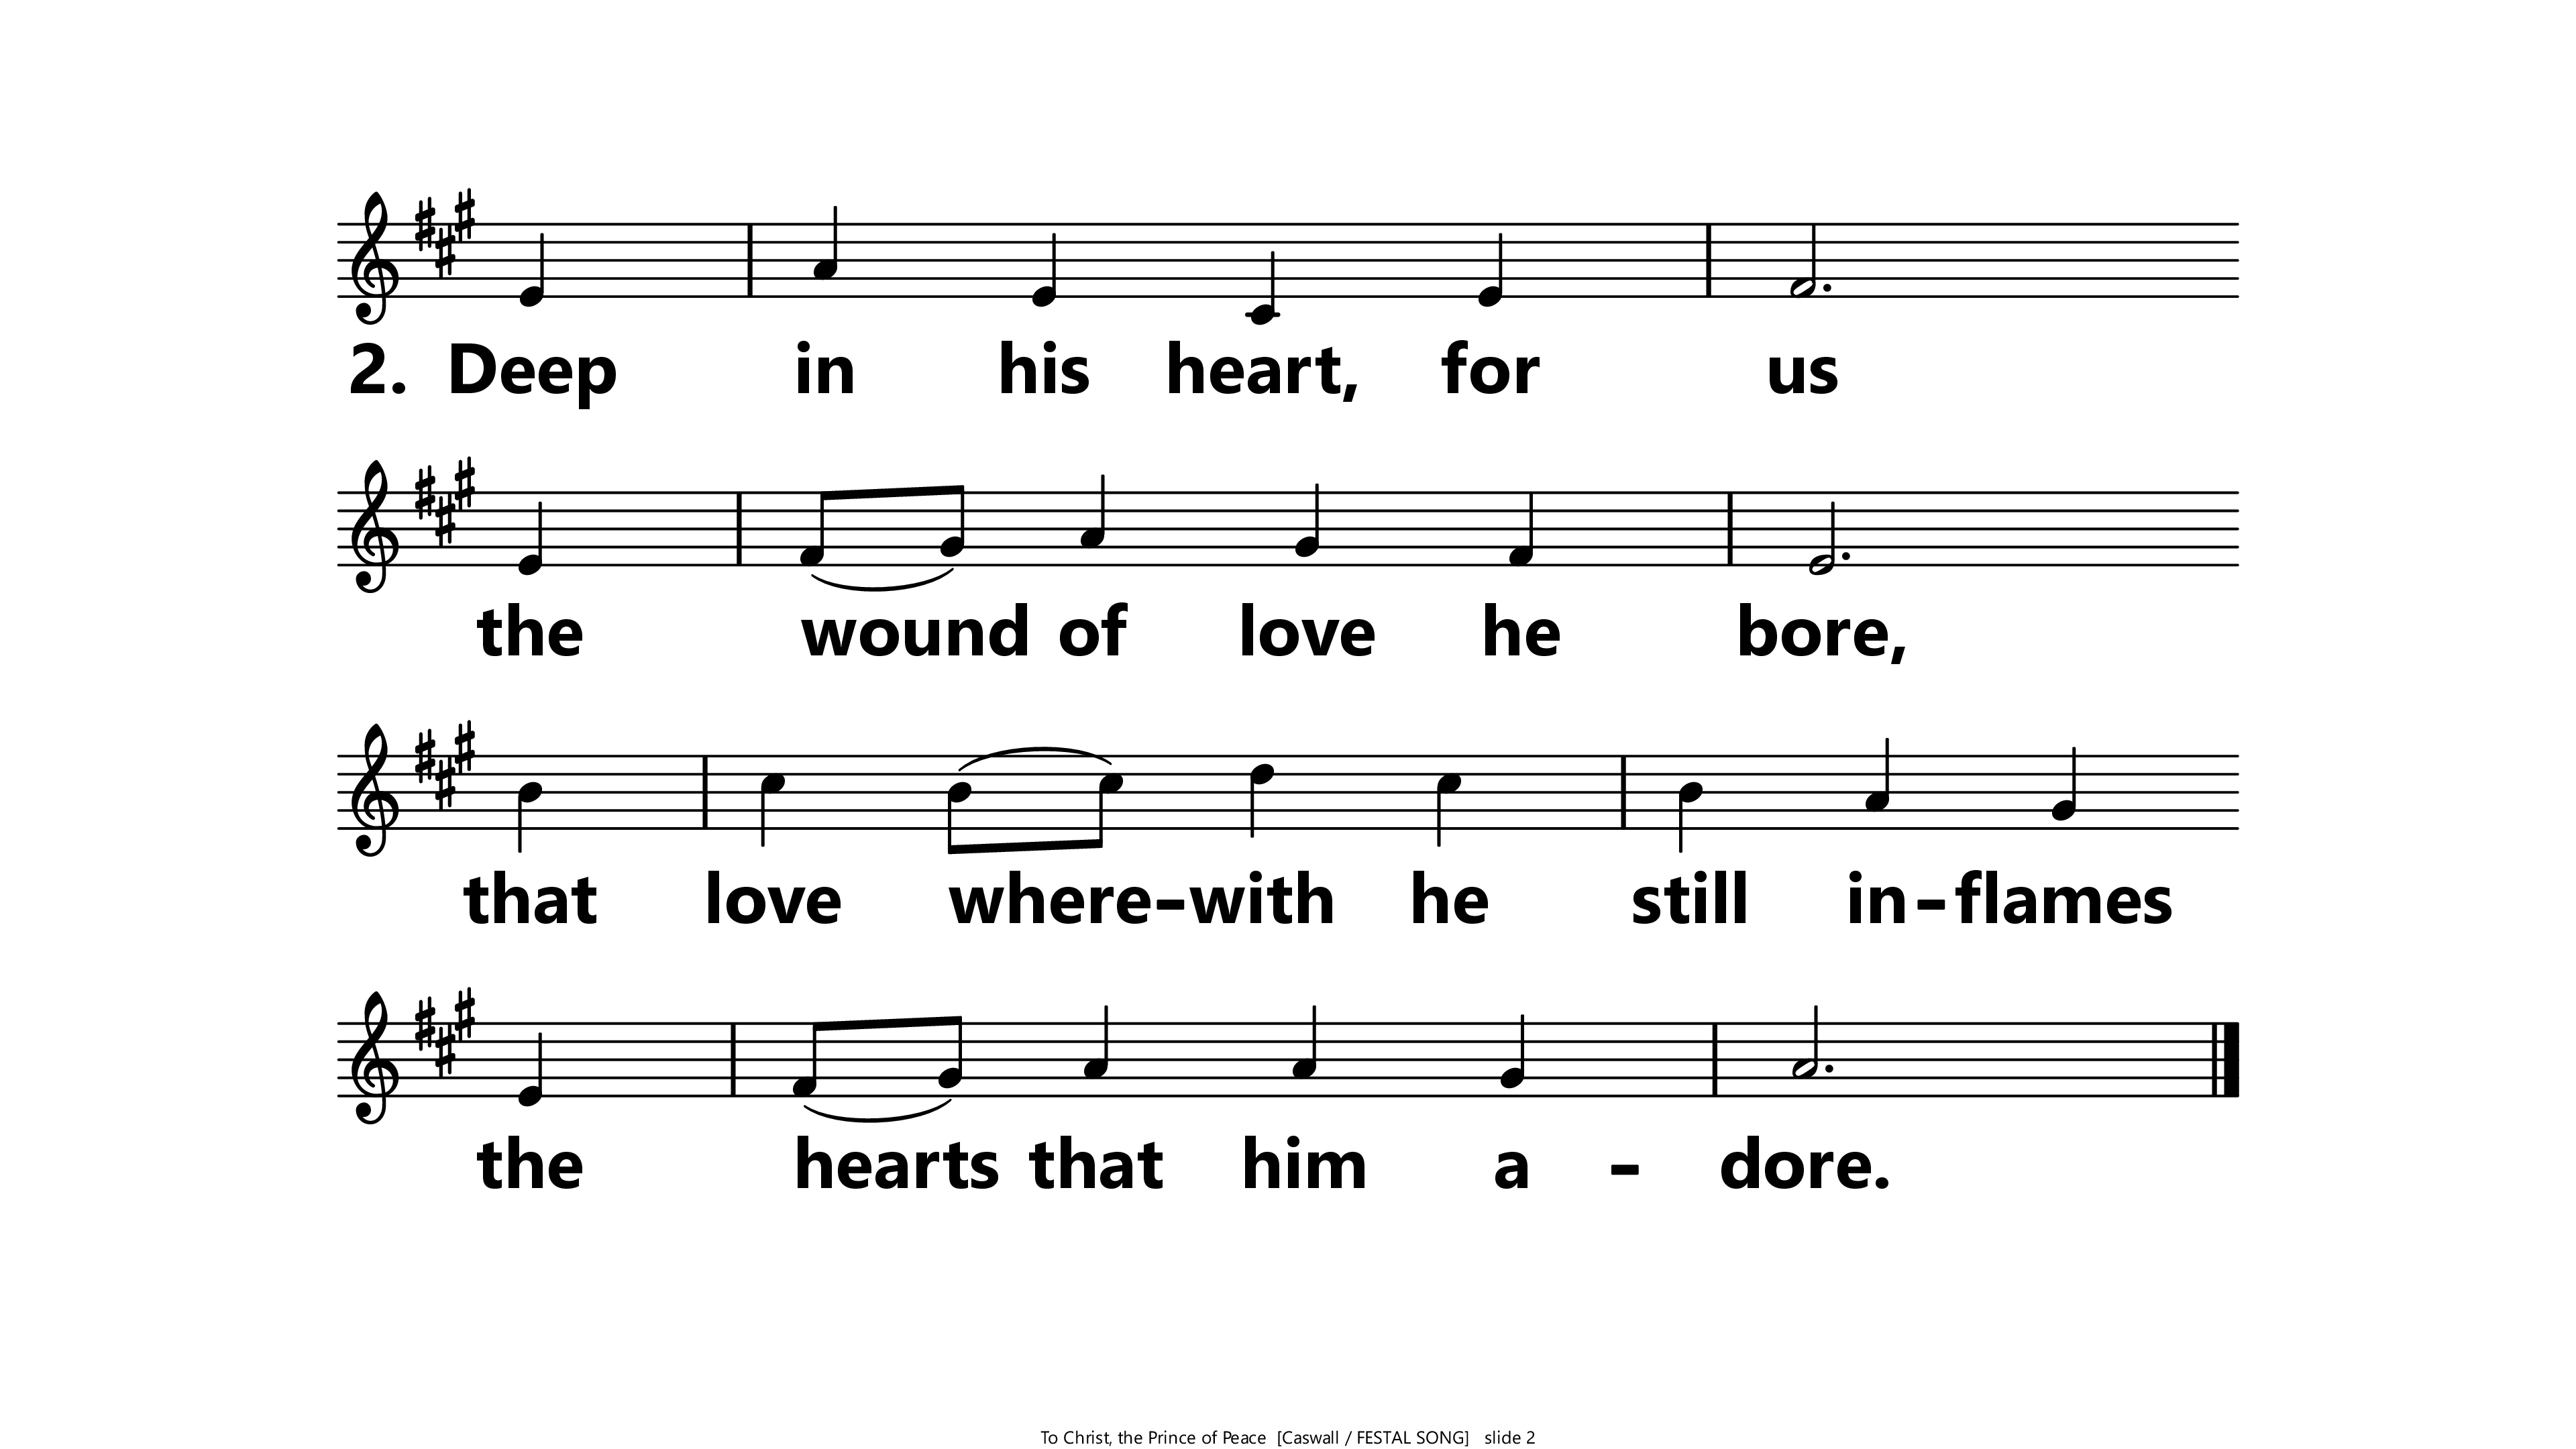 2. Deep in his heart, for us
the wound of love he bore,
that love where-with he still in-flames
the hearts that him a - dore.
To Christ, the Prince of Peace [Caswall / FESTAL SONG] slide 2